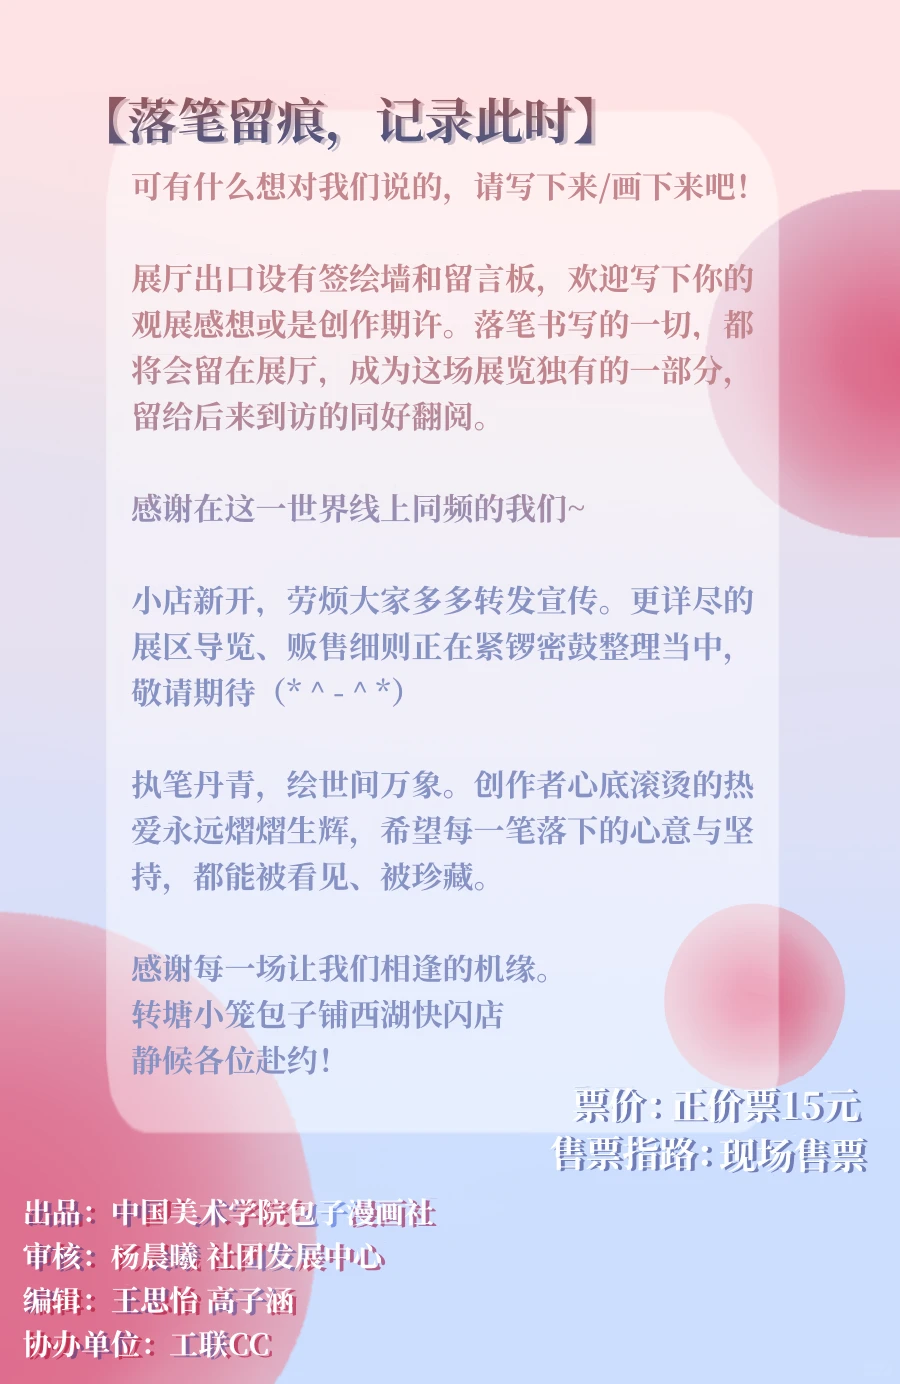 【落笔留痕，记录此时】
可有什么想对我们说的，请写下来/画下来吧！
展厅出口设有签绘墙和留言板，欢迎写下你的
观展感想或是创作期许。落笔书写的一切，都
将会留在展厅，成为这场展览独有的一部分，
留给后来到访的同好翻阅。
感谢在这一世界线上同频的我们~
小店新开，劳烦大家多多转发宣传。更详尽的
展区导览、贩售细则正在紧锣密鼓整理当中，
敬请期待（*＾-＾*）
执笔丹青，绘世间万象。创作者心底滚烫的热
爱永远熠熠生辉，希望每一笔落下的心意与坚
持，都能被看见、被珍藏。
感谢每一场让我们相逢的机缘。
转塘小笼包子铺西湖快闪店
静候各位赴约！
票价：正价票15元
售票指路：现场售票
出品：中国美术学院包子漫画社
审核：杨晨曦 社团发展中心
编辑：王思怡 高子涵
协办单位：工联CC